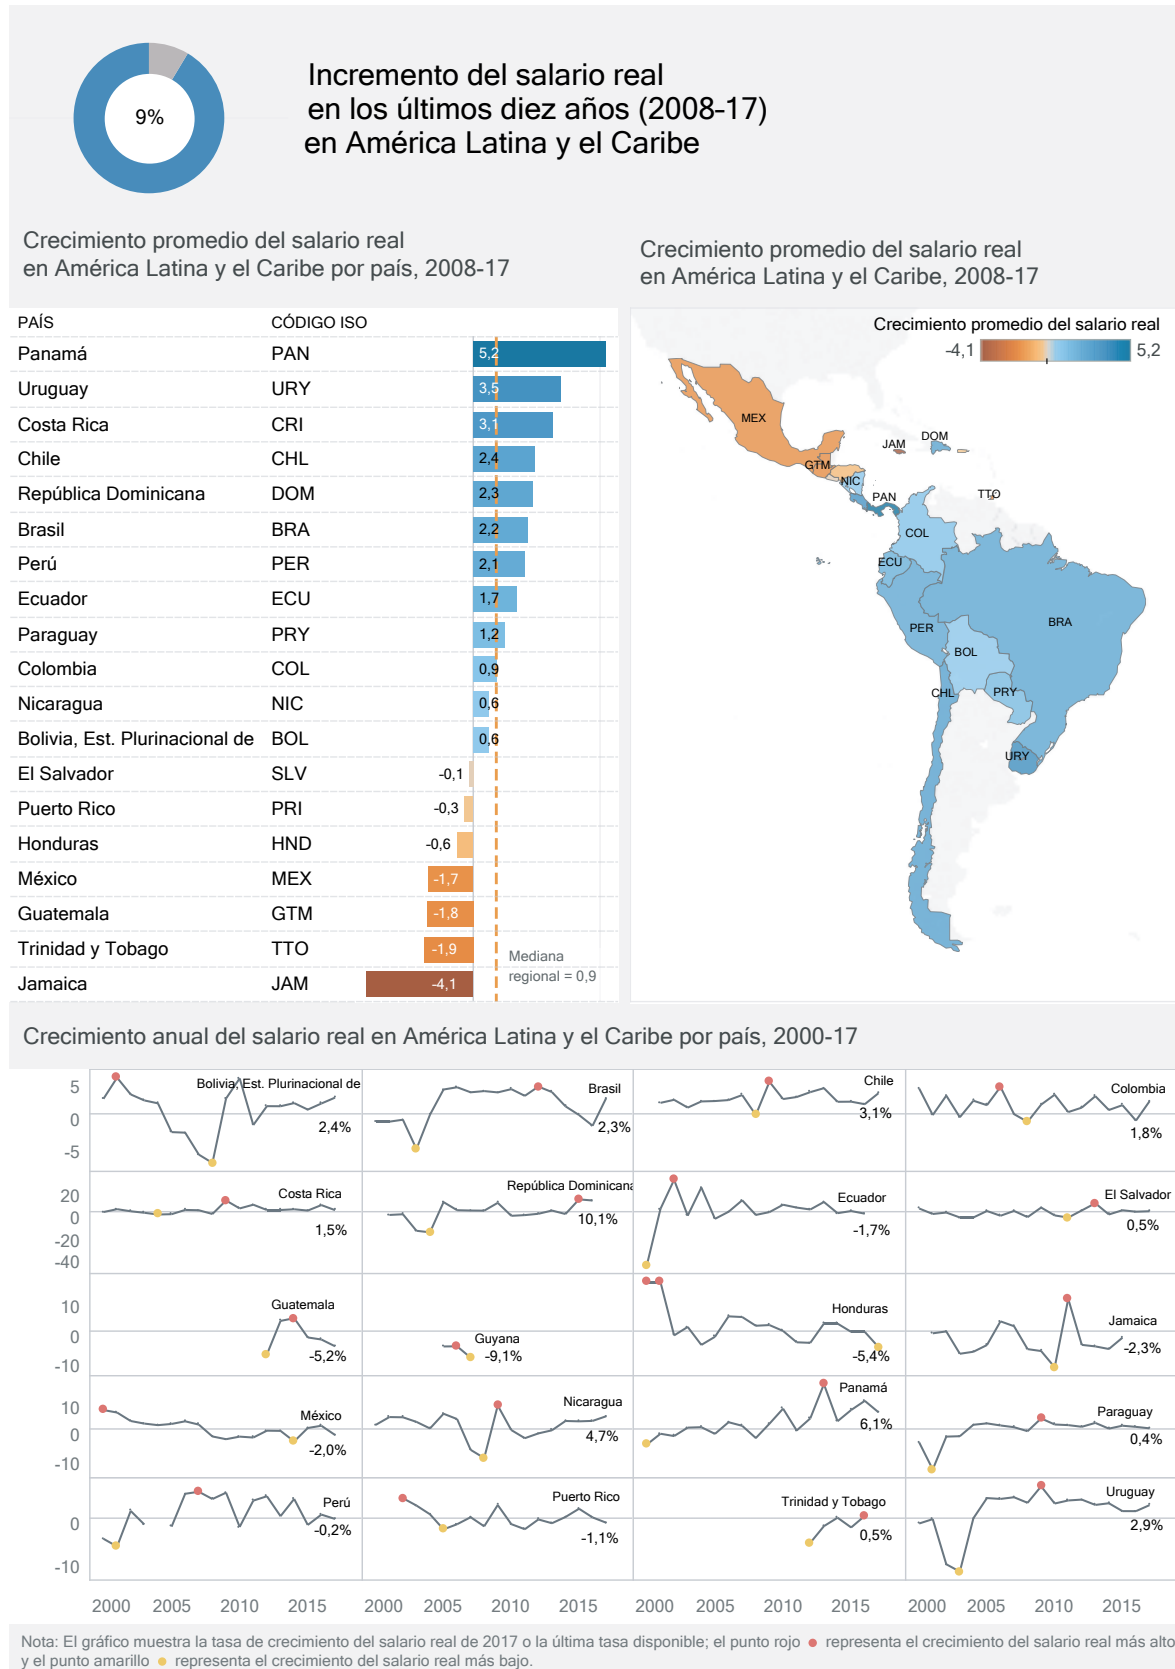 9%
Incremento del salario real
en los últimos diez años (2008-17)
en América Latina y el Caribe
Crecimiento promedio del salario real
en América Latina y el Caribe por país, 2008-17
PAÍS CÓDIGO ISO
Panamá PAN 5,2
Uruguay URY 3,5
Costa Rica CRI 3,1
Chile CHL 2,4
República Dominicana DOM 2,3
Brasil BRA 2,2
Perú PER 2,1
Ecuador ECU 1,7
Paraguay PRY 1,2
Colombia COL 0,9
Nicaragua NIC 0,6
Bolivia, Est. Plurinacional de BOL 0,6
El Salvador SLV -0,1
Puerto Rico PRI -0,3
Honduras HND -0,6
México MEX -1,7
Guatemala GTM -1,8
Trinidad y Tobago TTO -1,9
Jamaica JAM -4,1
Mediana
regional = 0,9
Crecimiento promedio del salario real
en América Latina y el Caribe, 2008-17
Crecimiento promedio del salario real
-4,1 5,2
MEX
JAM DOM
GTM
NIC
PAN TTO
COL
ECU
BRA
PER
BOL
CHL PRY
URY
Crecimiento anual del salario real en América Latina y el Caribe por país, 2000-17
5
0
-5
Bolivia, Est. Plurinacional de
2,4%
Brasil
2,3%
Chile
3,1%
Colombia
1,8%
20
0
-20
-40
Costa Rica
1,5%
República Dominicana
10,1%
Ecuador
-1,7%
El Salvador
0,5%
10
0
-10
Guatemala
-5,2%
Guyana
-9,1%
Honduras
-5,4%
Jamaica
-2,3%
10
0
-10
México
-2,0%
Nicaragua
4,7%
Panamá
6,1%
Paraguay
0,4%
0
-10
Perú
-0,2%
Puerto Rico
-1,1%
Trinidad y Tobago
0,5%
Uruguay
2,9%
2000 2005 2010 2015 2000 2005 2010 2015 2000 2005 2010 2015 2000 2005 2010 2015
Nota: El gráfico muestra la tasa de crecimiento del salario real de 2017 o la última tasa disponible; el punto rojo representa el crecimiento del salario real más alto
y el punto amarillo representa el crecimiento del salario real más bajo.